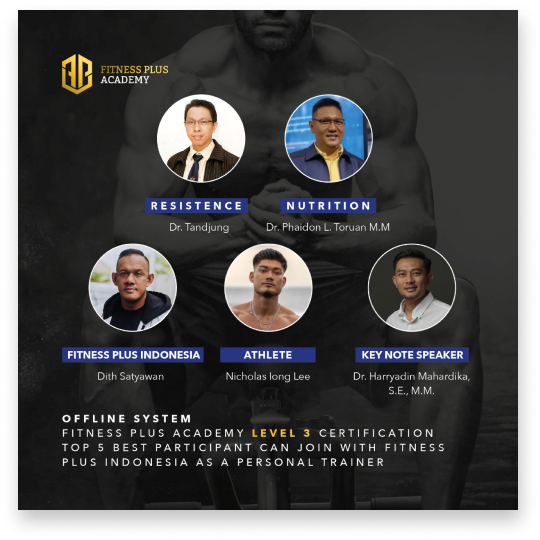 FITNESS PLUS
ACADEMY
RESISTENCE
Dr. Tandjung
NUTRITION
Dr. Phaidon L. Toruan M.M
FITNESS PLUS INDONESIA
Dith Satyawan
ATHLETE
Nicholas Iong Lee
KEY NOTE SPEAKER
Dr. Harryadin Mahardika,
S.E., M.M.
OFFLINE SYSTEM
FITNESS PLUS ACADEMY LEVEL 3 CERTIFICATION
TOP 5 BEST PARTICIPANT CAN JOIN WITH FITNESS
PLUS INDONESIA AS A PERSONAL TRAINER